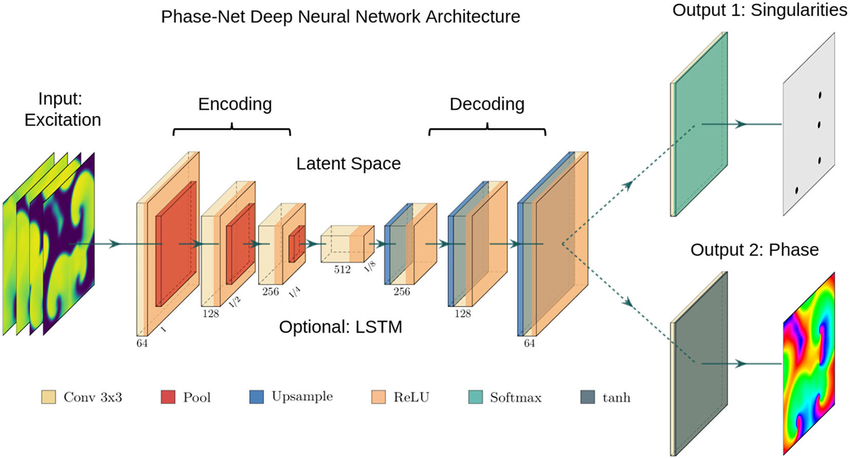 Phase-Net Deep Neural Network Architecture
Output 1: Singularities
Input:
Excitation
Encoding
Decoding
Latent Space
64
1
128
1/2
256
1/4
512
1/8
256
128
64
Optional: LSTM
Output 2: Phase
Conv 3x3
Pool
Upsample
ReLU
Softmax
tanh